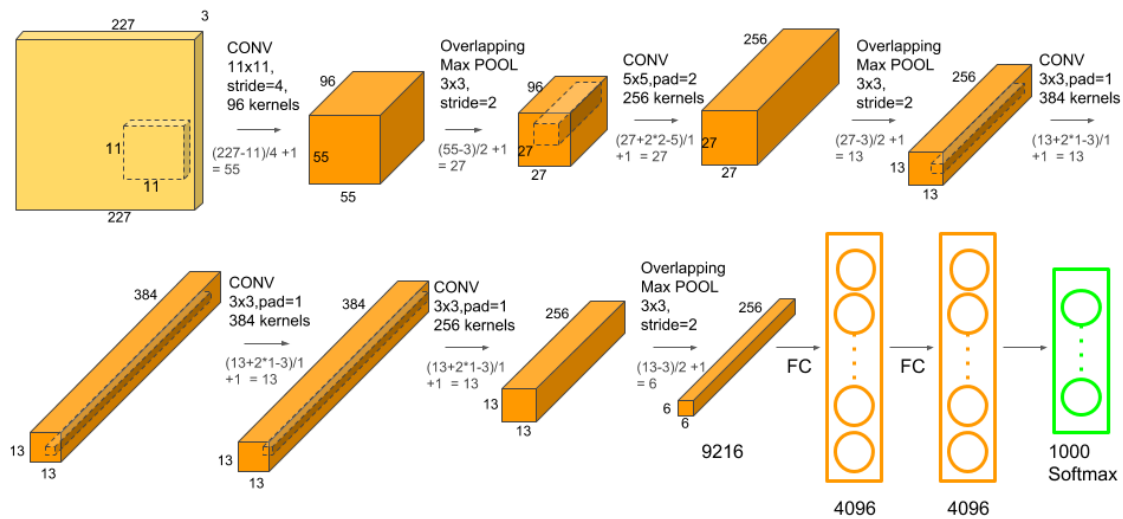 227
3
11
11
227
CONV
11x11,
stride=4,
96 kernels
(227-11)/4 +1
= 55
96
55
55
Overlapping
Max POOL
3x3,
stride=2
(55-3)/2 +1
= 27
96
27
27
CONV
5x5,pad=2
256 kernels
(27+2*2-5)/1
+1 = 27
256
27
27
Overlapping
Max POOL
3x3,
stride=2
(27-3)/2 +1
= 13
256
13
13
CONV
3x3,pad=1
384 kernels
(13+2*1-3)/1
+1 = 13
384
13
13
CONV
3x3,pad=1
384 kernels
(13+2*1-3)/1
+1 = 13
384
13
13
CONV
3x3,pad=1
256 kernels
(13+2*1-3)/1
+1 = 13
256
13
13
Overlapping
Max POOL
3x3,
stride=2
(13-3)/2 +1
= 6
256
6
6
9216
FC
4096
FC
4096
1000
Softmax